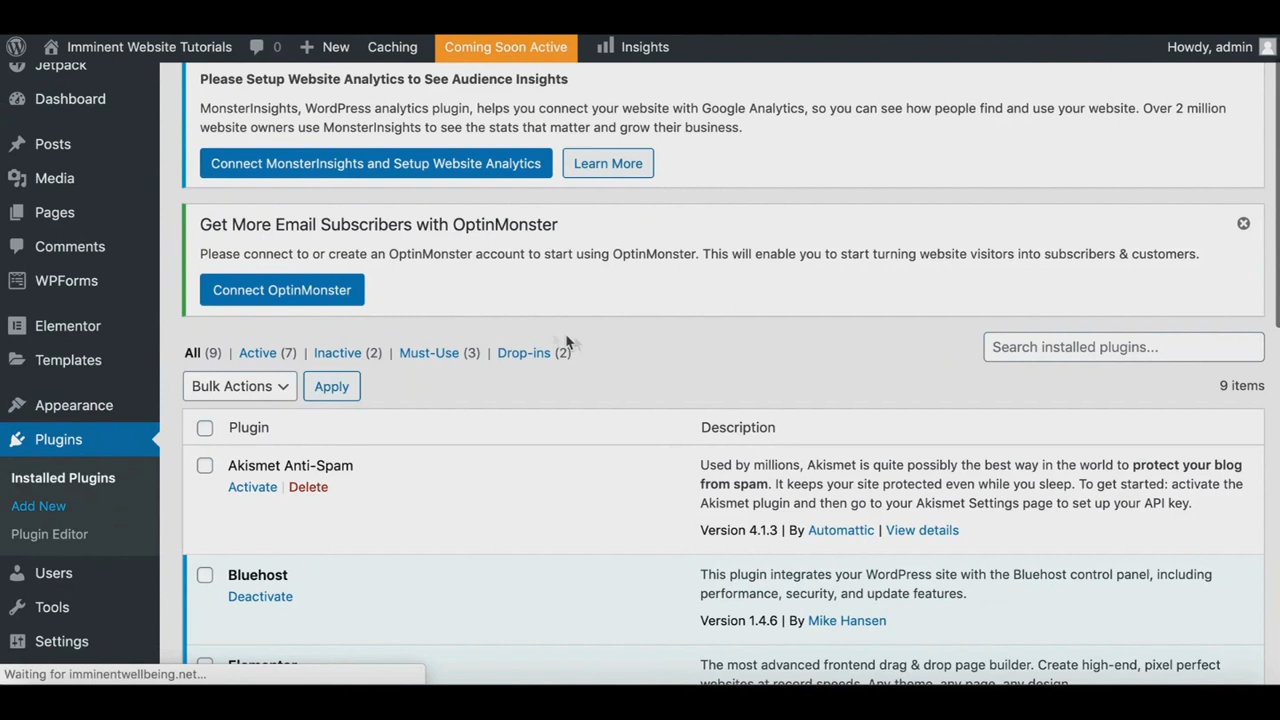 Imminent Website Tutorials 0 New Caching Coming Soon Active Insights Howdy, admin
Jetpack
Dashboard
Posts
Media
Pages
Comments
WPForms
Elementor
Templates
Appearance
Plugins
Installed Plugins
Add New
Plugin Editor
Users
Tools
Settings
Please Setup Website Analytics to See Audience Insights
MonsterInsights, WordPress analytics plugin, helps you connect your website with Google Analytics, so you can see how people find and use your website. Over 2 million
website owners use MonsterInsights to see the stats that matter and grow their business.
Connect MonsterInsights and Setup Website Analytics Learn More
Get More Email Subscribers with OptinMonster
Please connect to or create an OptinMonster account to start using OptinMonster. This will enable you to start turning website visitors into subscribers & customers.
Connect OptinMonster
All (9) | Active (7) | Inactive (2) | Must-Use (3) | Drop-ins (2)
Search installed plugins...
Bulk Actions Apply
9 items
Plugin Description
Akismet Anti-Spam
Activate | Delete
Used by millions, Akismet is quite possibly the best way in the world to protect your blog
from spam. It keeps your site protected even while you sleep. To get started: activate the
Akismet plugin and then go to your Akismet Settings page to set up your API key.
Version 4.1.3 | By Automattic | View details
Bluehost
Deactivate
This plugin integrates your WordPress site with the Bluehost control panel, including
performance, security, and update features.
Version 1.4.6 | By Mike Hansen
Elementor
The most advanced frontend drag & drop page builder. Create high-end, pixel perfect
websites at record speeds. Any theme, any page, any design.
Waiting for imminentwellbeing.net...